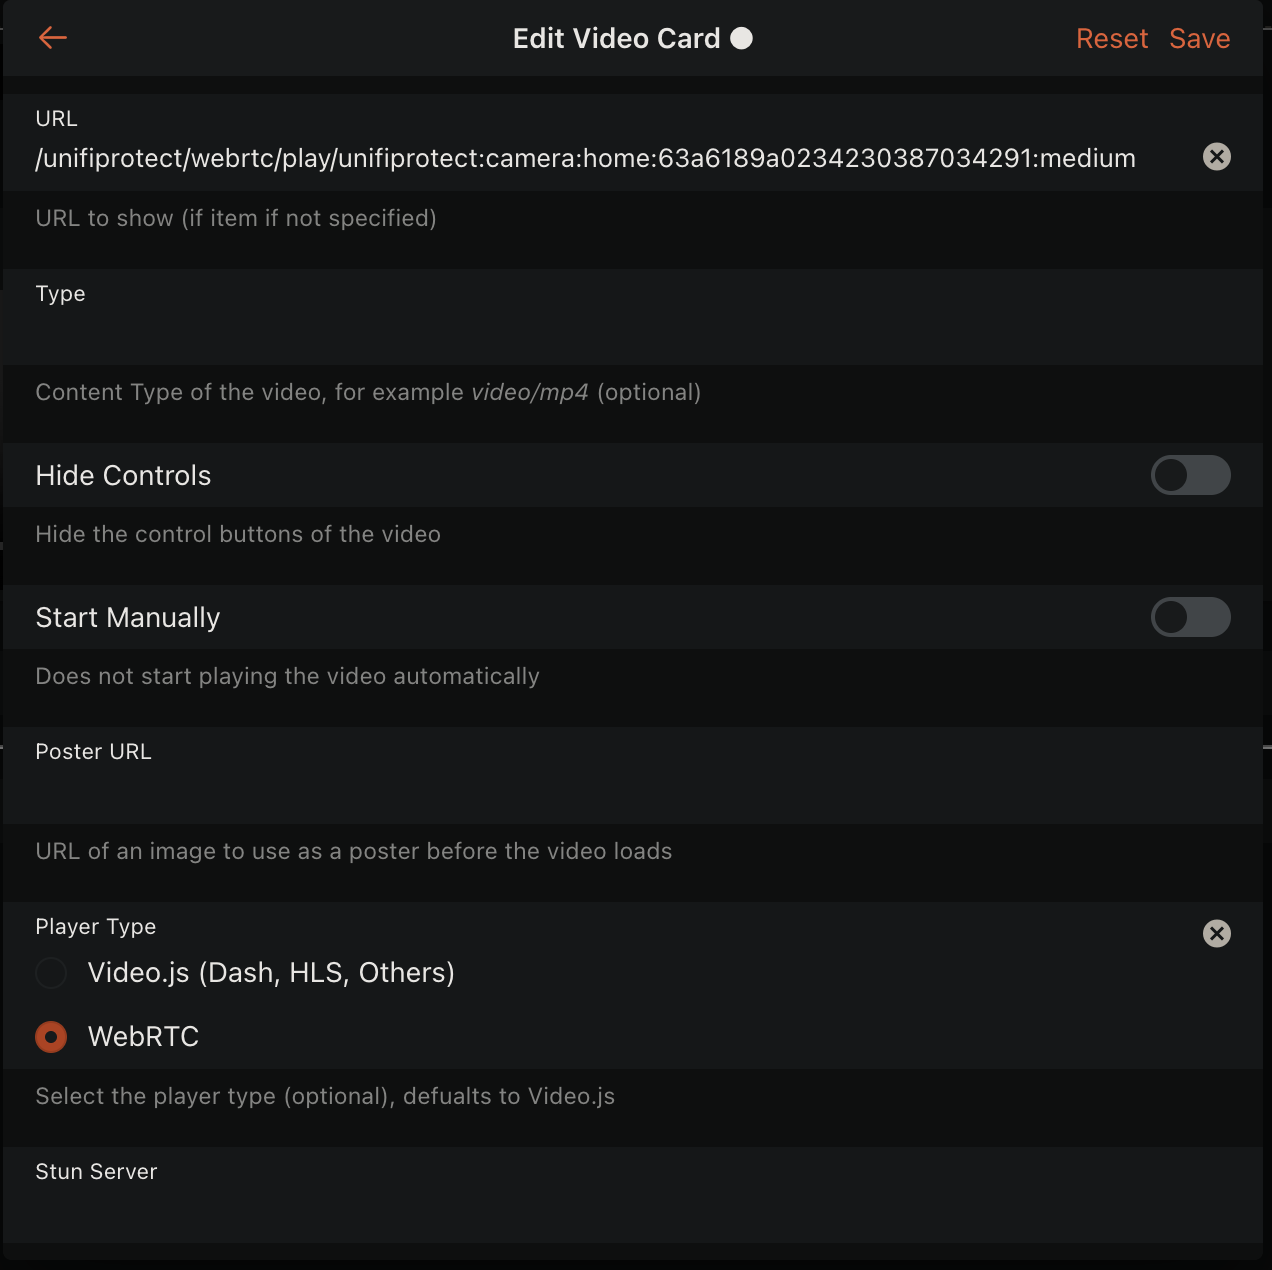 Edit Video Card
Reset Save
URL
/unifiprotect/webrtc/play/unifiprotect:camera:home:63a6189a0234230387034291:medium
URL to show (if item if not specified)
Type
Content Type of the video, for example video/mp4 (optional)
Hide Controls
Hide the control buttons of the video
Start Manually
Does not start playing the video automatically
Poster URL
URL of an image to use as a poster before the video loads
Player Type
Video.js (Dash, HLS, Others)
WebRTC
Select the player type (optional), defualts to Video.js
Stun Server